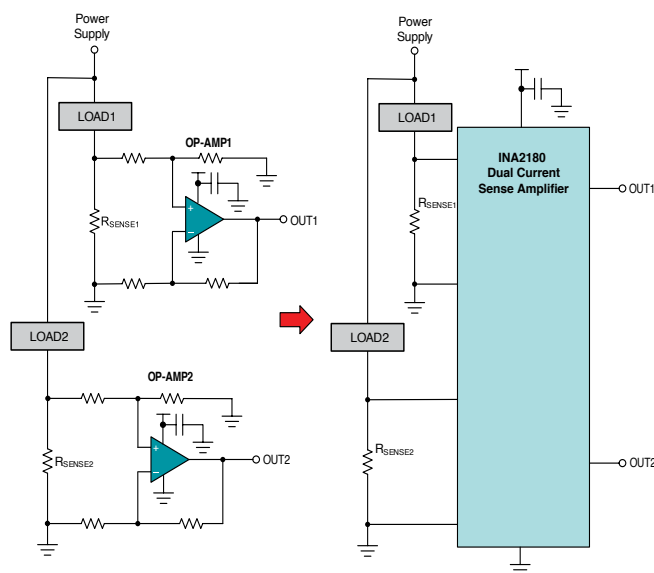 Power
Supply
LOAD1
OP-AMP1
+
−
RSENSE1
OUT1
LOAD2
OP-AMP2
+
−
RSENSE2
OUT2
Power
Supply
LOAD1
INA2180
Dual Current
Sense Amplifier
OUT1
RSENSE1
LOAD2
RSENSE2
OUT2